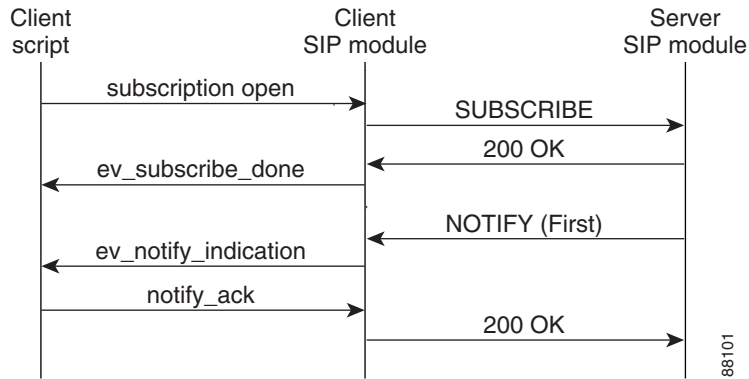 Client
script
Client
SIP module
Server
SIP module
subscription open
SUBSCRIBE
200 OK
ev_subscribe_done
NOTIFY (First)
ev_notify_indication
notify_ack
200 OK
88101